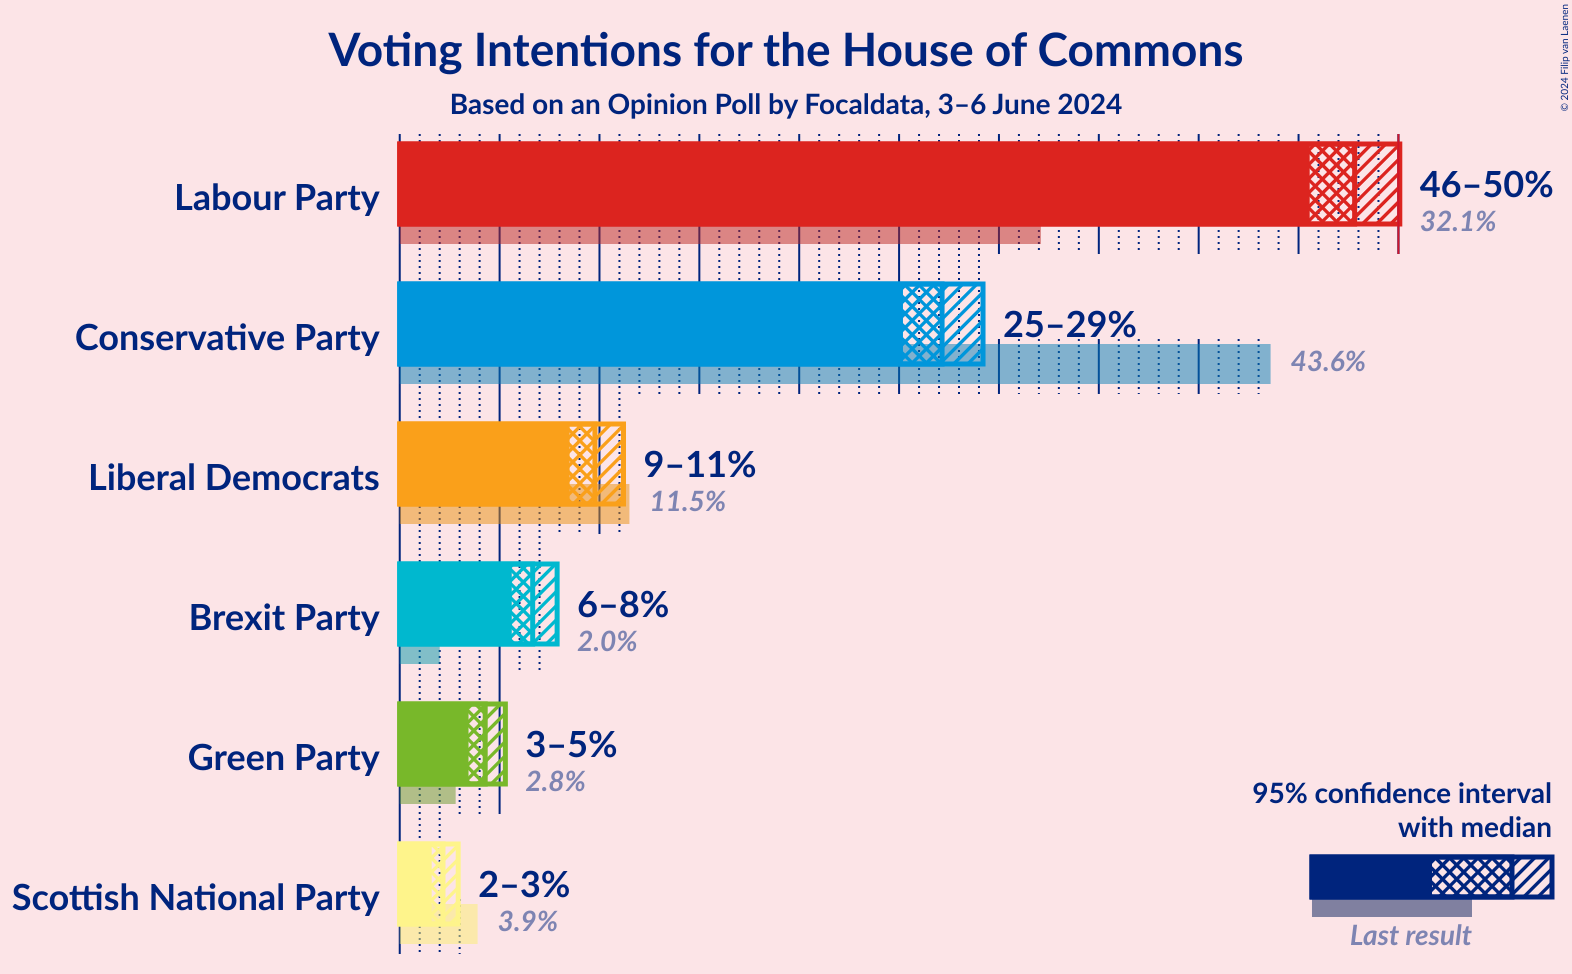 Voting Intentions for the House of Commons
Based on an Opinion Poll by Focaldata, 3–6 June 2024
© 2024 Filip van Laenen
Labour Party
46–50%
32.1%
Conservative Party
25–29%
43.6%
Liberal Democrats
9–11%
11.5%
Brexit Party
6–8%
2.0%
Green Party
3–5%
2.8%
Scottish National Party
2–3%
3.9%
95% confidence interval
with median
Last result